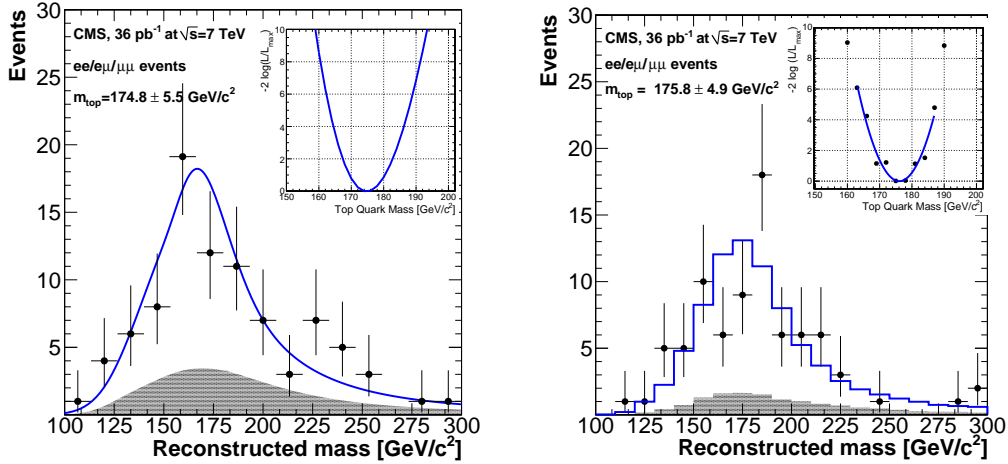 Events
CMS, 36 pb⁻¹ at √s=7 TeV
ee/eμ/μμ events
m_top=174.8 ± 5.5 GeV/c²
-2 log(L/L_max)
10
8
6
4
2
0
150 160 170 180 190 200
Top Quark Mass [GeV/c²]
30
25
20
15
10
5
100 125 150 175 200 225 250 275 300
Reconstructed mass [GeV/c²]
Events
CMS, 36 pb⁻¹ at √s=7 TeV
ee/eμ/μμ events
m_top = 175.8 ± 4.9 GeV/c²
-2 log (L/L_max)
10
8
6
4
2
0
150 160 170 180 190 200
Top Quark Mass [GeV/c²]
30
25
20
15
10
5
0
100 125 150 175 200 225 250 275 300
Reconstructed mass [GeV/c²]